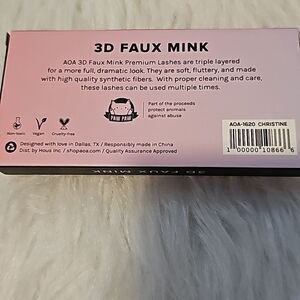 3D FAUX MINK
AOA 3D Faux Mink Premium Lashes are triple layered
for a more full, dramatic look. They are soft, fluttery, and made
with high quality synthetic fibers. With proper cleaning and care,
these lashes can be used multiple times.
PAW PAW
Part of the proceeds
protect animals
against abuse
Non-toxic Vegan Cruelty-free
AOA-1620 CHRISTINE
1 00000 10866 6
Designed with love in Dallas, TX / Responsibly made in China
Dist. by Hous Inc. / shopaoa.com / Quality Assurance Approved
3D FAUX MINK